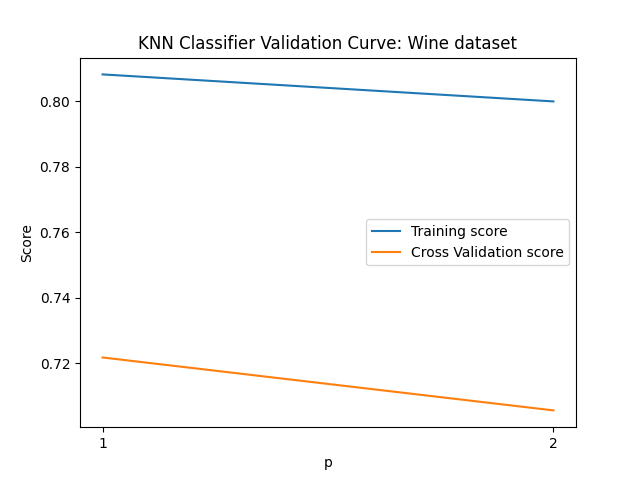 KNN Classifier Validation Curve: Wine dataset
0.80
0.78
0.76
0.74
0.72
Score
Training score
Cross Validation score
1
2
p